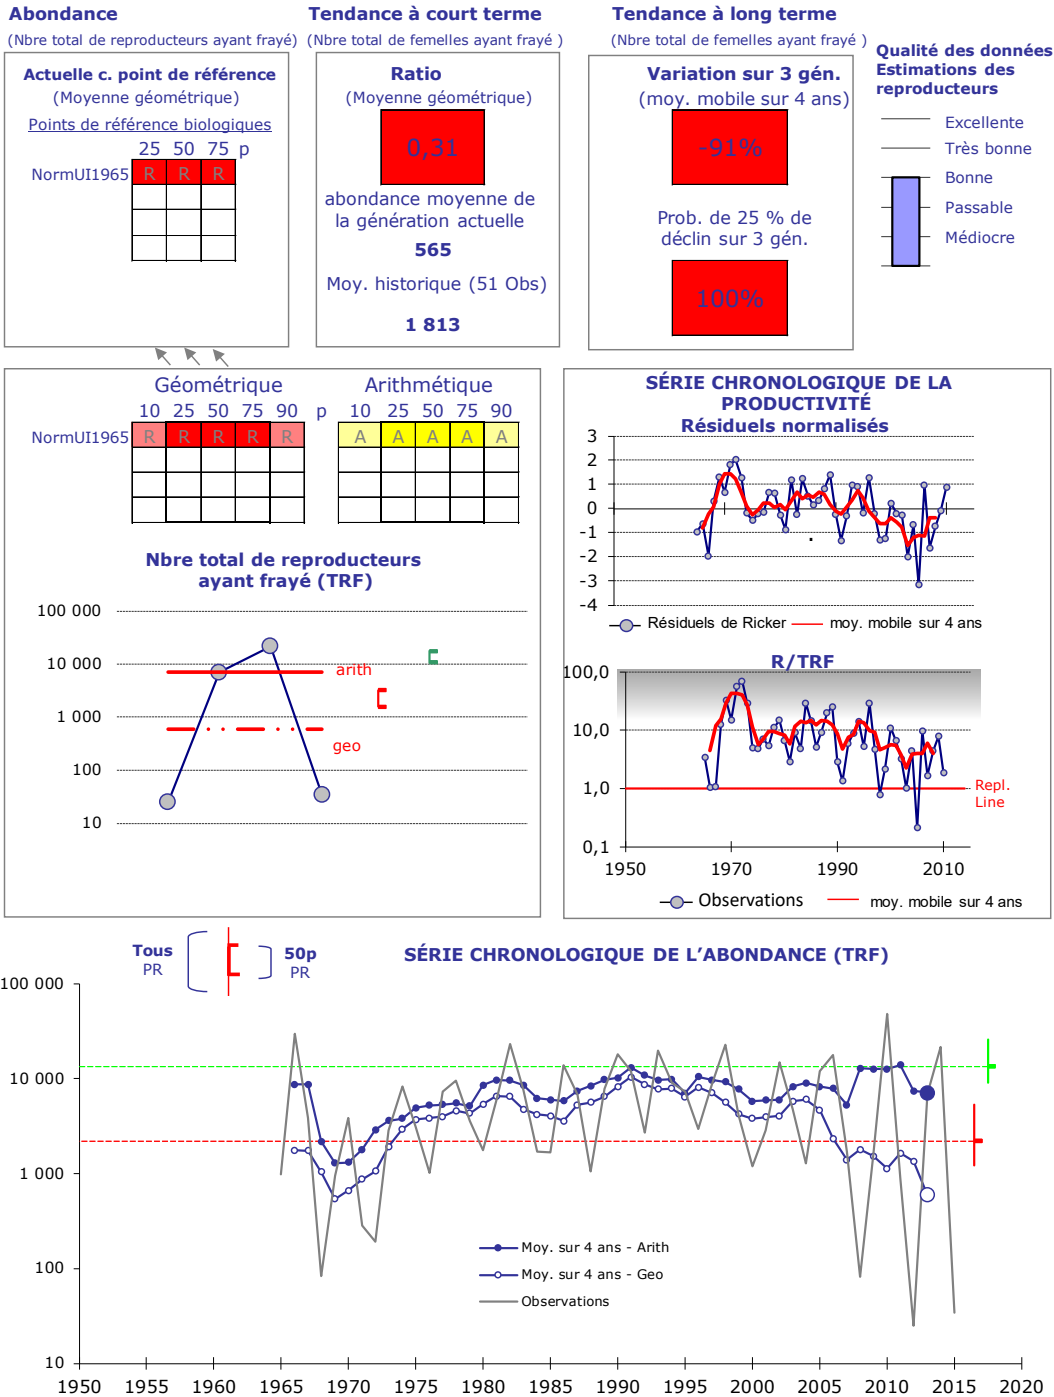 Abondance
(Nbre total de reproducteurs ayant frayé)
Actuelle c. point de référence
(Moyenne géométrique)
Points de référence biologiques
25 50 75 p
NormUI1965 R R R
Tendance à court terme
(Nbre total de femelles ayant frayé )
Ratio
(Moyenne géométrique)
0,31
abondance moyenne de
la génération actuelle
565
Moy. historique (51 Obs)
1 813
Tendance à long terme
(Nbre total de femelles ayant frayé )
Variation sur 3 gén.
(moy. mobile sur 4 ans)
-91%
Prob. de 25 % de
déclin sur 3 gén.
100%
Qualité des données
Estimations des
reproducteurs
Excellente
Très bonne
Bonne
Passable
Médiocre
Géométrique Arithmétique
10 25 50 75 90 p 10 25 50 75 90
NormUI1965 R R R R R A A A A A
Nbre total de reproducteurs
ayant frayé (TRF)
100 000
10 000
1 000
100
10
arith
geo
SÉRIE CHRONOLOGIQUE DE LA
PRODUCTIVITÉ
Résiduels normalisés
3
2
1
0
-1
-2
-3
-4
Résiduels de Ricker moy. mobile sur 4 ans
R/TRF
100,0
10,0
1,0
0,1
Repl.
Line
1950 1970 1990 2010
Observations moy. mobile sur 4 ans
Tous
PR
50p
PR
SÉRIE CHRONOLOGIQUE DE L’ABONDANCE (TRF)
100 000
10 000
1 000
100
10
Moy. sur 4 ans - Arith
Moy. sur 4 ans - Geo
Observations
1950 1955 1960 1965 1970 1975 1980 1985 1990 1995 2000 2005 2010 2015 2020